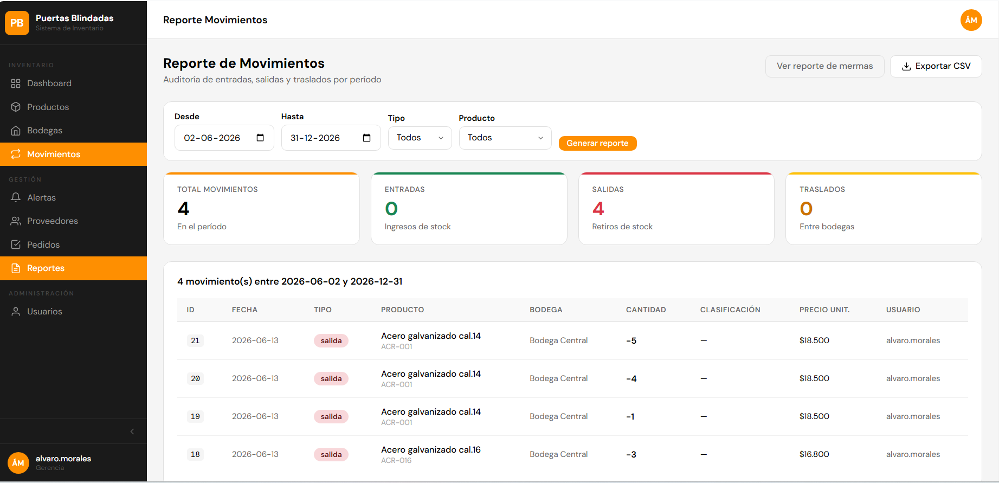 PB
Puertas Blindadas
Sistema de Inventario
INVENTARIO
Dashboard
Productos
Bodegas
Movimientos
GESTIÓN
Alertas
Proveedores
Pedidos
Reportes
ADMINISTRACIÓN
Usuarios
ÁM
alvaro.morales
Gerencia
Reporte Movimientos
ÁM
Reporte de Movimientos
Auditoría de entradas, salidas y traslados por período
Ver reporte de mermas
Exportar CSV
Desde
Hasta
Tipo
Producto
02-06-2026
31-12-2026
Todos
Todos
Generar reporte
TOTAL MOVIMIENTOS
4
En el período
ENTRADAS
0
Ingresos de stock
SALIDAS
4
Retiros de stock
TRASLADOS
0
Entre bodegas
4 movimiento(s) entre 2026-06-02 y 2026-12-31
ID FECHA TIPO PRODUCTO BODEGA CANTIDAD CLASIFICACIÓN PRECIO UNIT. USUARIO
21 2026-06-13 salida Acero galvanizado cal.14 Bodega Central -5 — $18.500 alvaro.morales
ACR-001
20 2026-06-13 salida Acero galvanizado cal.14 Bodega Central -4 — $18.500 alvaro.morales
ACR-001
19 2026-06-13 salida Acero galvanizado cal.14 Bodega Central -1 — $18.500 alvaro.morales
ACR-001
18 2026-06-13 salida Acero galvanizado cal.16 Bodega Central -3 — $16.800 alvaro.morales
ACR-016